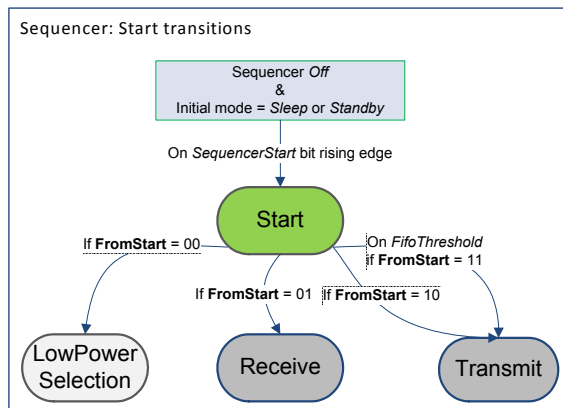 Sequencer: Start transitions
Sequencer Off
&
Initial mode = Sleep or Standby
On SequencerStart bit rising edge
Start
If FromStart = 00
On FifoThreshold
if FromStart = 11
If FromStart = 01
If FromStart = 10
LowPower
Selection
Receive
Transmit